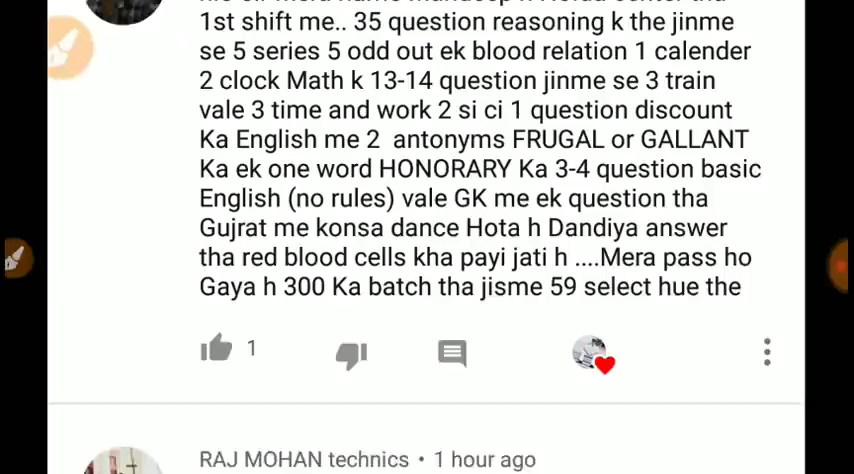 1st shift me.. 35 question reasoning k the jinme
se 5 series 5 odd out ek blood relation 1 calender
2 clock Math k 13-14 question jinme se 3 train
vale 3 time and work 2 si ci 1 question discount
Ka English me 2 antonyms FRUGAL or GALLANT
Ka ek one word HONORARY Ka 3-4 question basic
English (no rules) vale GK me ek question tha
Gujrat me konsa dance Hota h Dandiya answer
tha red blood cells kha payi jati h ....Mera pass ho
Gaya h 300 Ka batch tha jisme 59 select hue the
1
RAJ MOHAN technics • 1 hour ago